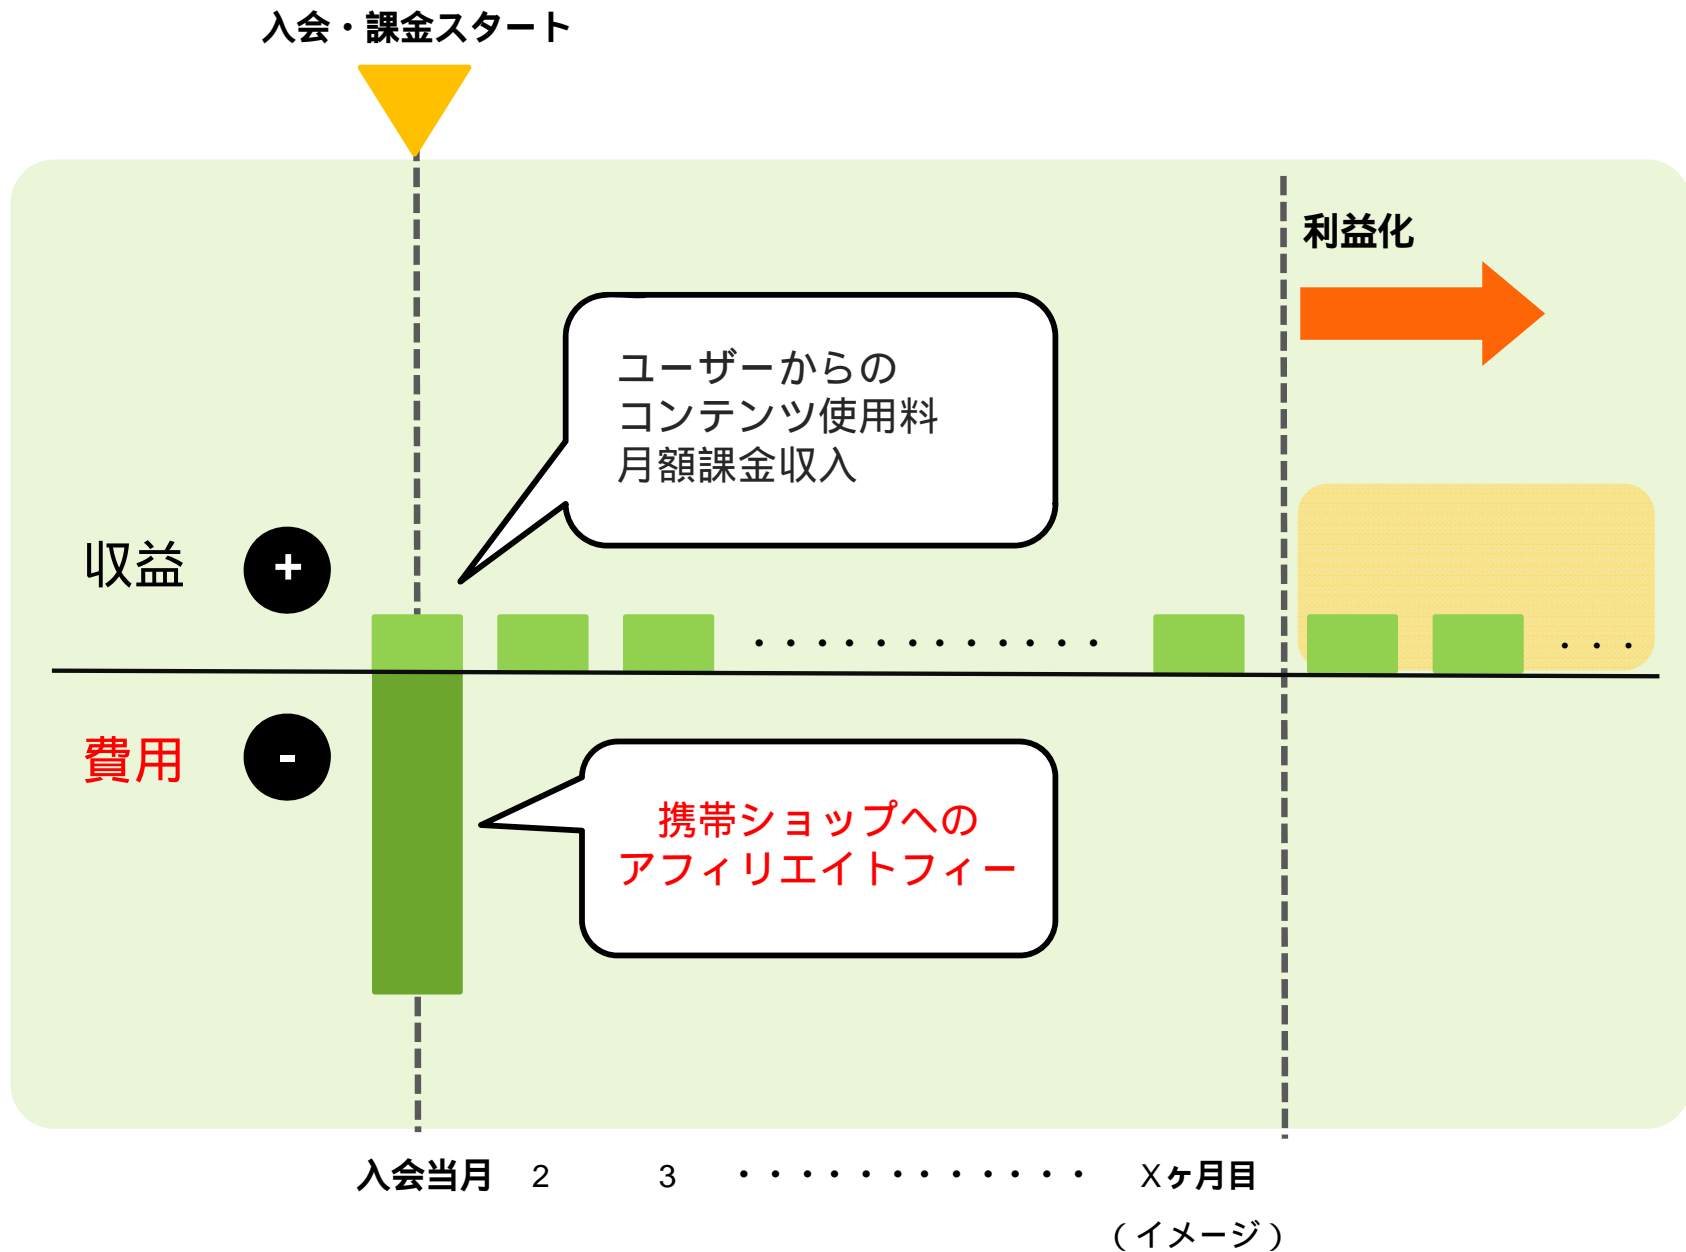 入会・課金スタート
利益化
ユーザーからの
コンテンツ使用料
月額課金収入
収益
+
・・・・・・・・・・・・
・・・
費用
-
携帯ショップへの
アフィリエイトフィー
入会当月 2 3 ・・・・・・・・・・・・ Xヶ月目
(イメージ)